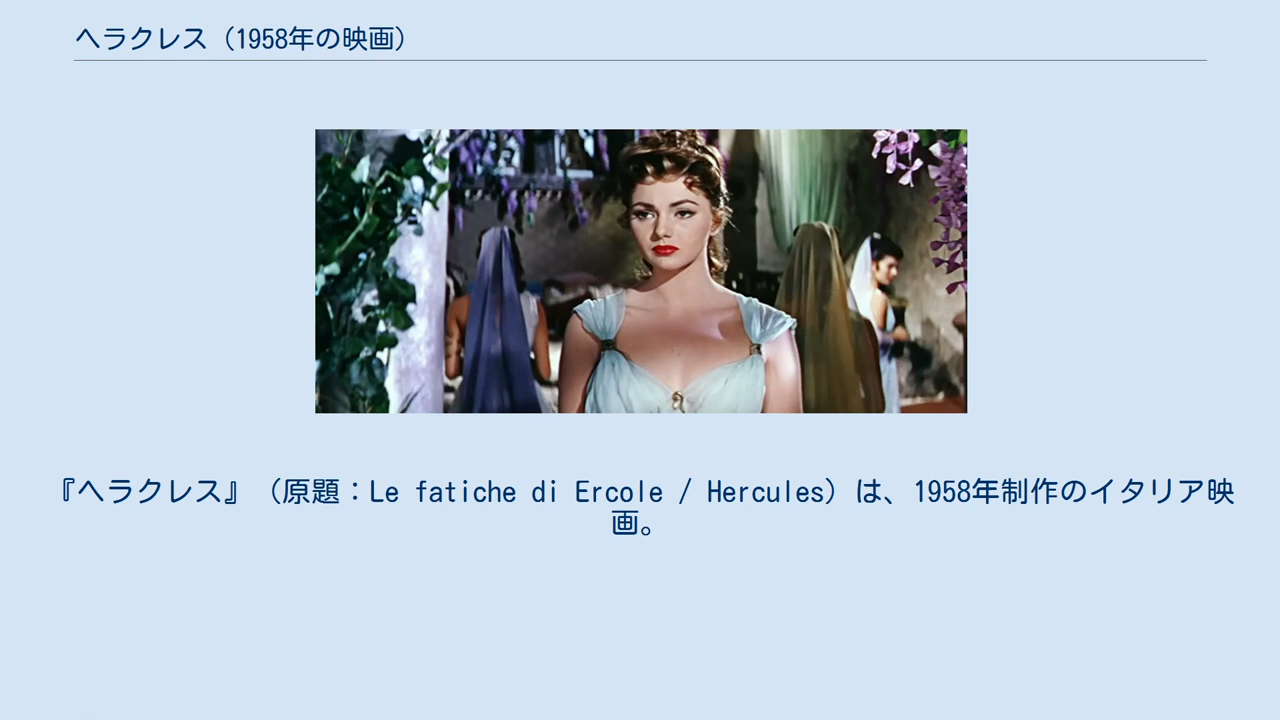 ヘラクレス（1958年の映画）
『ヘラクレス』（原題：Le fatiche di Ercole / Hercules）は、1958年制作のイタリア映
画。